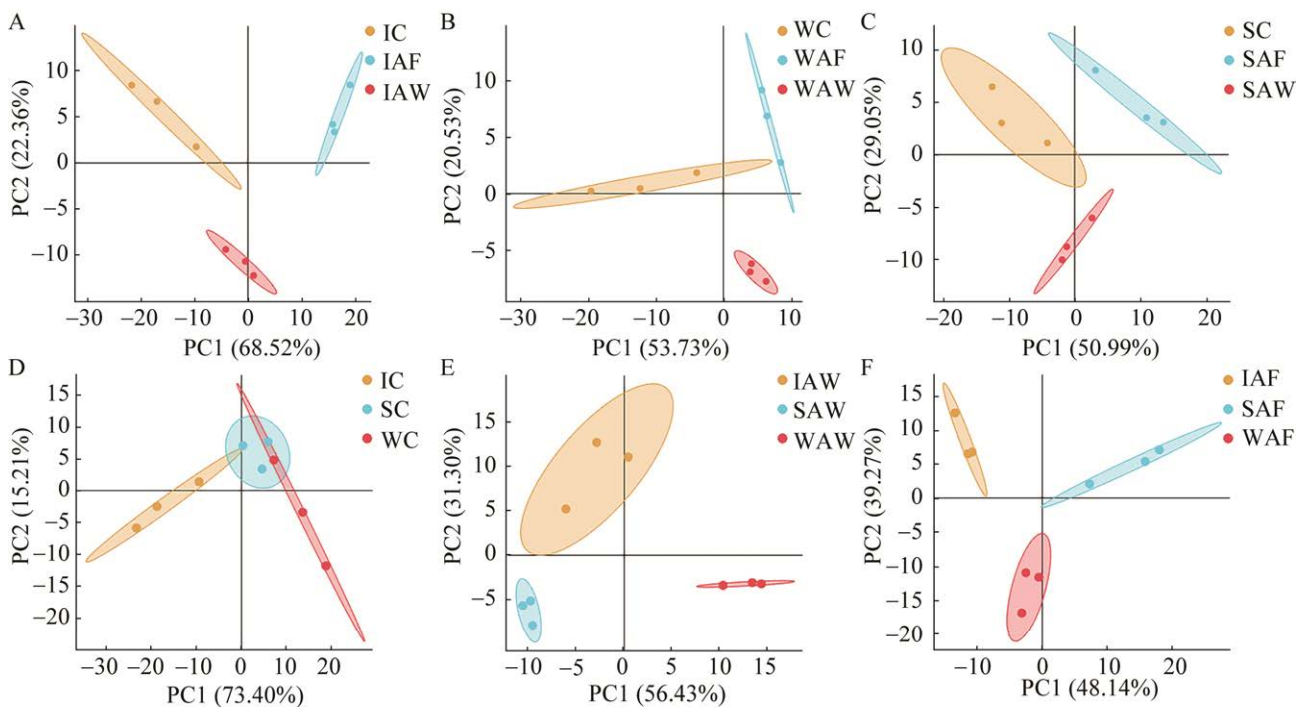 A
PC2 (22.36%)
10
5
0
−5
−10
−30
−20
−10
0
10
20
PC1 (68.52%)
IC
IAF
IAW
B
PC2 (20.53%)
10
5
0
−5
−30
−20
−10
0
10
PC1 (53.73%)
WC
WAF
WAW
C
PC2 (29.05%)
10
5
0
−5
−10
−20
−10
0
10
20
PC1 (50.99%)
SC
SAF
SAW
D
PC2 (15.21%)
15
10
5
0
−5
−10
−15
−20
−30
−20
−10
0
10
20
PC1 (73.40%)
IC
SC
WC
E
PC2 (31.30%)
15
10
5
0
−5
−10
−5
0
5
10
15
PC1 (56.43%)
IAW
SAW
WAW
F
PC2 (39.27%)
15
10
5
0
−5
−10
−15
−20
−10
0
10
20
PC1 (48.14%)
IAF
SAF
WAF